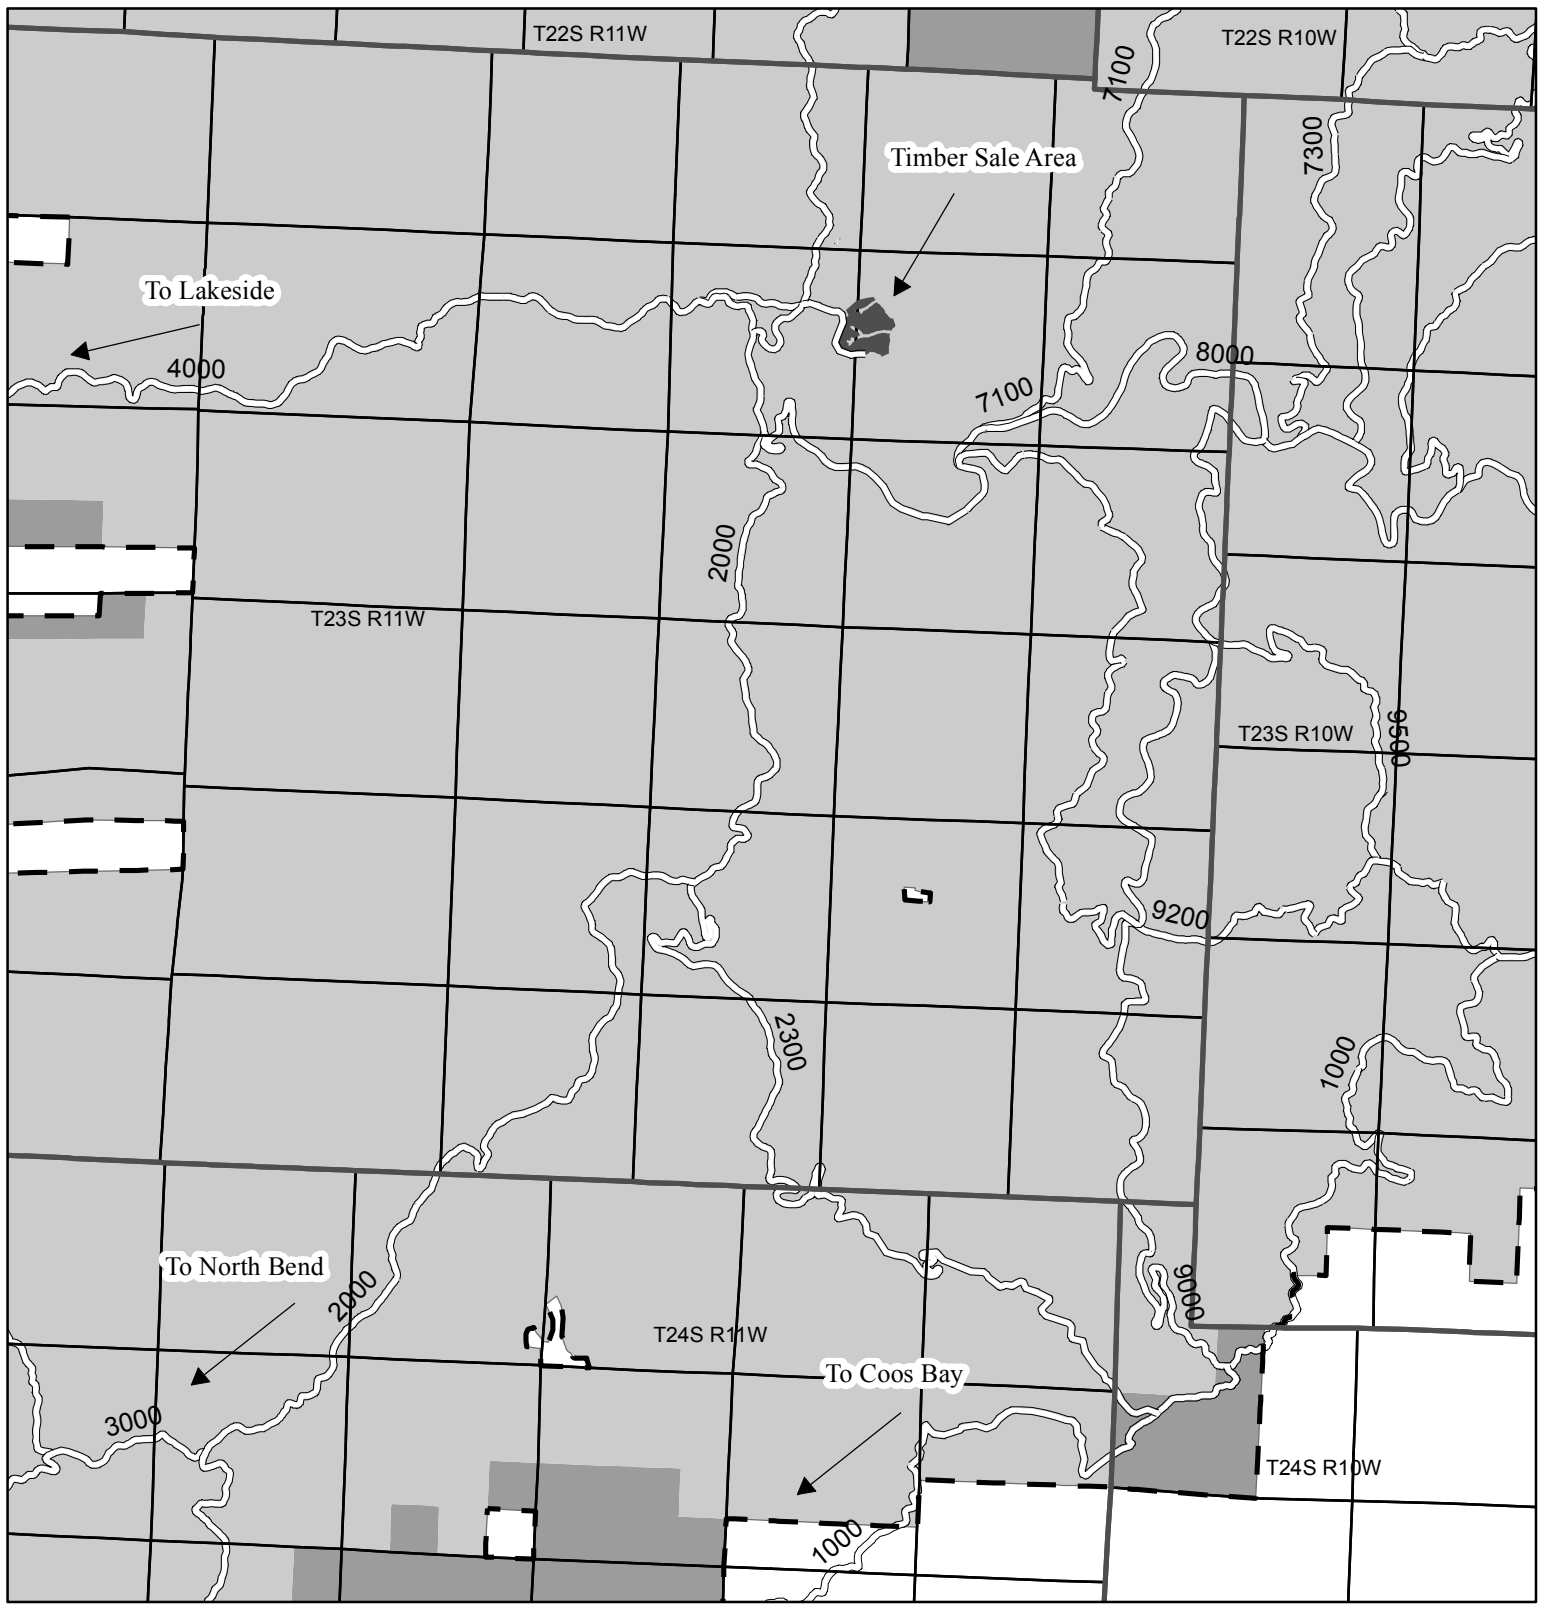 T22S R11W
T22S R10W
7100
7300
Timber Sale Area
To Lakeside
4000
8000
7100
2000
T23S R11W
9500
T23S R10W
9200
2300
1000
To North Bend
2000
9000
T24S R11W
To Coos Bay
3000
T24S R10W
1000